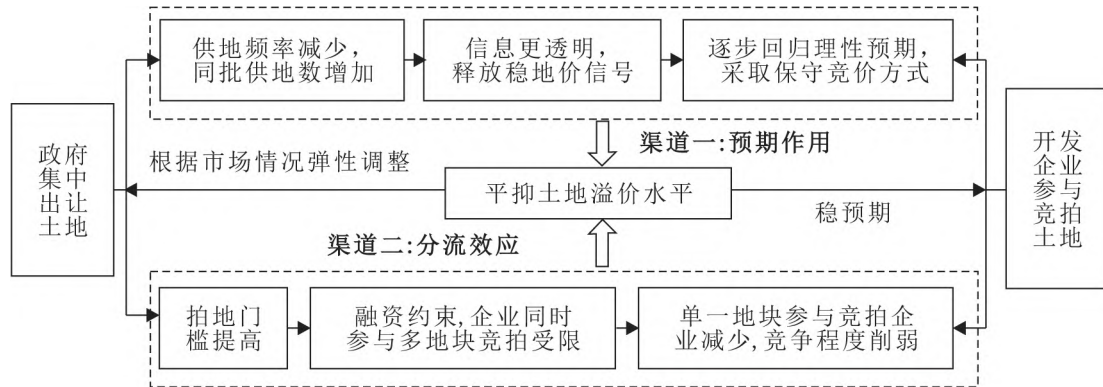 供地频率减少，
同批供地数增加
信息更透明，
释放稳地价信号
逐步回归理性预期，
采取保守竞价方式
政府
集中
出让
土地
根据市场情况弹性调整
渠道一:预期作用
平抑土地溢价水平
稳预期
开发
企业
参与
竞拍
土地
渠道二:分流效应
拍地门
槛提高
融资约束,企业同时
参与多地块竞拍受限
单一地块参与竞拍企
业减少,竞争程度削弱